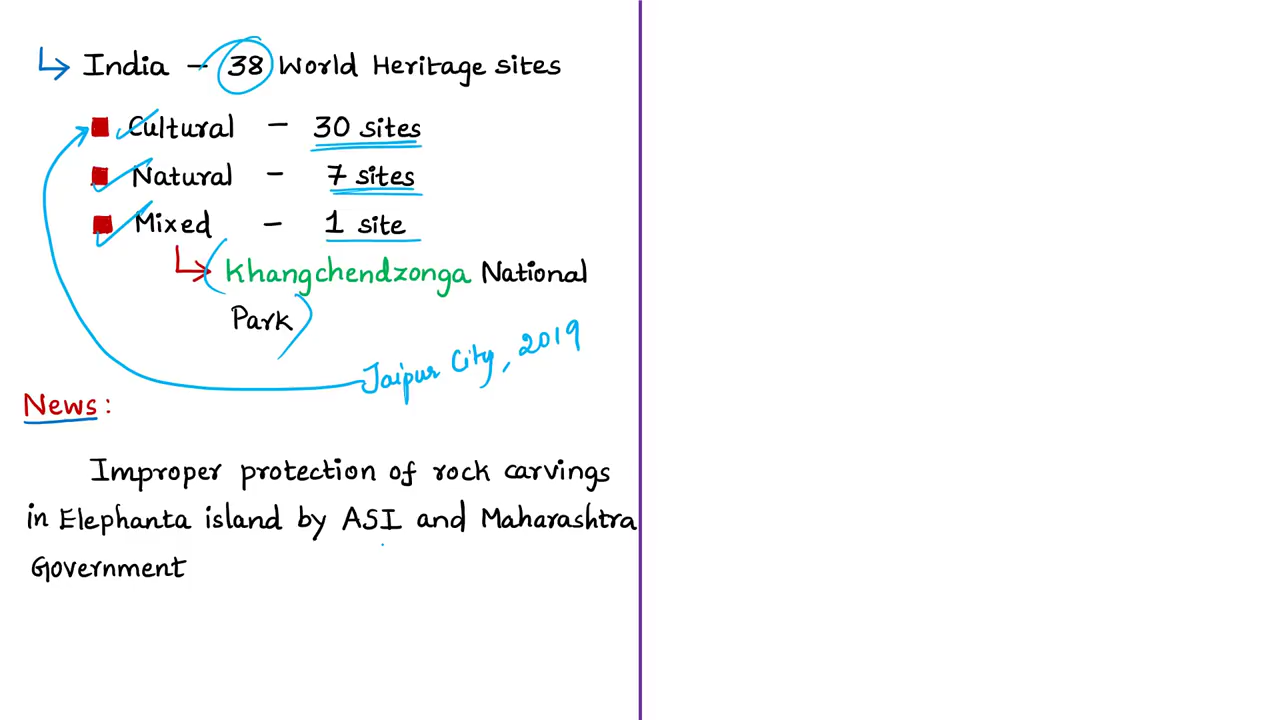 India - 38 World Heritage sites
Cultural - 30 sites
Natural - 7 sites
Mixed - 1 site
Khangchendzonga National
Park
Jaipur City, 2019
News:
Improper protection of rock carvings
in Elephanta island by ASI and Maharashtra
Government